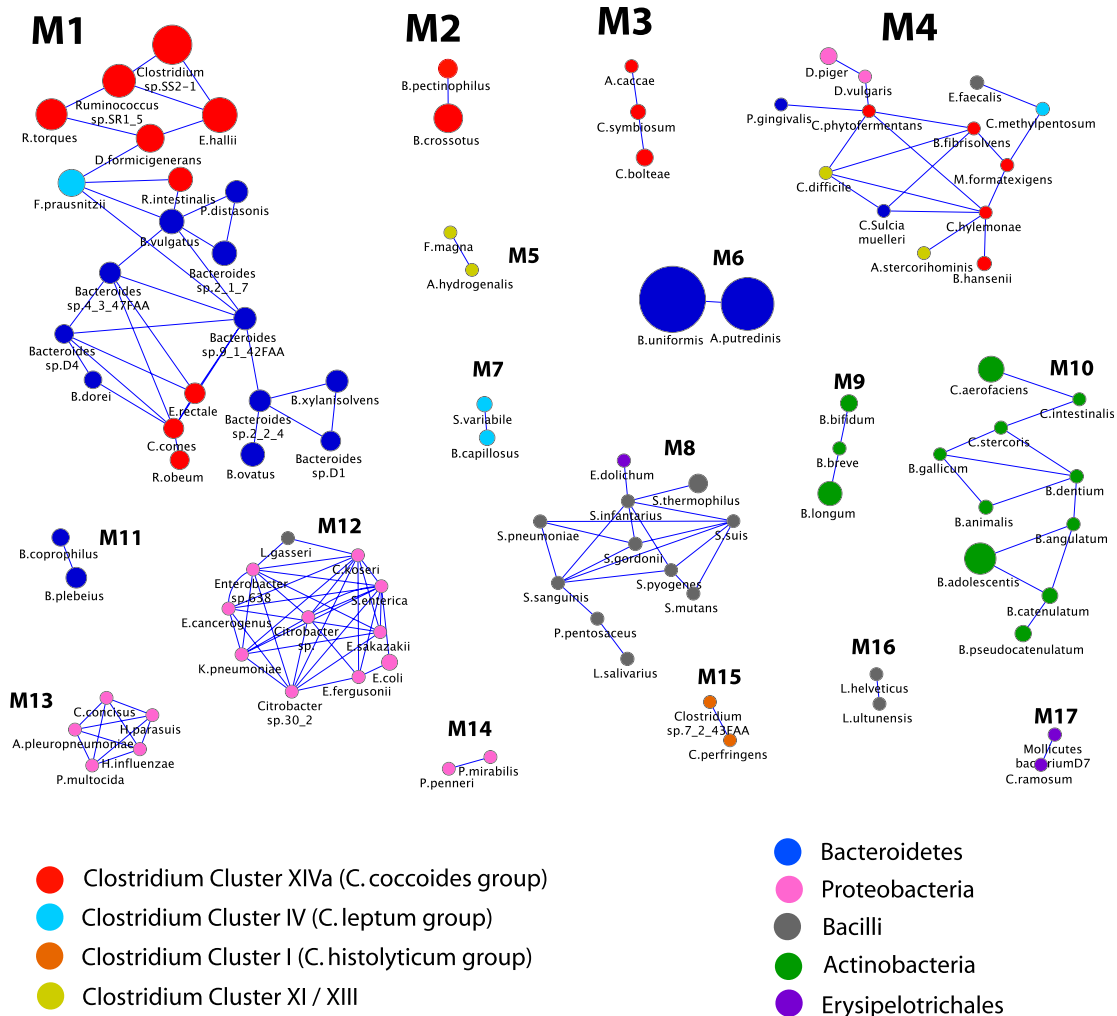 M1
M2
M3
M4
Clostridium
sp.SS2-1
Ruminococcus
sp.SR1_5
R.torques
E.hallii
D.formicigenerans
F.prausnitzii
R.intestinalis
P.distasonis
B.vulgatus
Bacteroides
sp.2_1_7
Bacteroides
sp.4_3_47FAA
Bacteroides
sp.9_1_42FAA
Bacteroides
sp.D4
B.dorei
E.rectale
C.comes
R.obeum
Bacteroides
sp.2_2_4
B.xylanisolvens
B.ovatus
Bacteroides
sp.D1
B.pectinophilus
B.crossotus
A.caccae
C.symbiosum
C.bolteae
D.piger
D.vulgaris
E.faecalis
P.gingivalis
C.phytofermentans
C.methylpentosum
B.fibrisolvens
C.difficile
M.formatexigens
C.Sulcia
muelleri
C.hylemonae
A.stercorihominis
B.hansenii
M5
F.magna
A.hydrogenalis
M6
B.uniformis
A.putredinis
M7
S.variabile
B.capillosus
M8
E.dolichum
S.thermophilus
S.infantarius
S.pneumoniae
S.suis
S.gordonii
S.pyogenes
S.sanguinis
S.mutans
P.pentosaceus
L.salivarius
M9
B.bifidum
B.breve
B.longum
M10
C.aerofaciens
C.intestinalis
C.stercoris
B.gallicum
B.dentium
B.animalis
B.angulatum
B.adolescentis
B.catenulatum
B.pseudocatenulatum
M11
B.coprophilus
B.plebeius
M12
L.gasseri
C.koseri
Enterobacter
sp.638
S.enterica
E.cancerogenus
Citrobacter
sp.
E.sakazakii
K.pneumoniae
E.coli
E.fergusonii
Citrobacter
sp.30_2
M13
C.concisus
H.parasuis
A.pleuropneumoniae
H.influenzae
P.multocida
M14
P.mirabilis
P.penneri
M15
Clostridium
sp.7_2_43FAA
C.perfringens
M16
L.helveticus
L.ultunensis
M17
Mollicutes
bacteriumD7
C.ramosum
Clostridium Cluster XIVa (C. coccoides group)
Clostridium Cluster IV (C. leptum group)
Clostridium Cluster I (C. histolyticum group)
Clostridium Cluster XI / XIII
Bacteroidetes
Proteobacteria
Bacilli
Actinobacteria
Erysipelotrichales